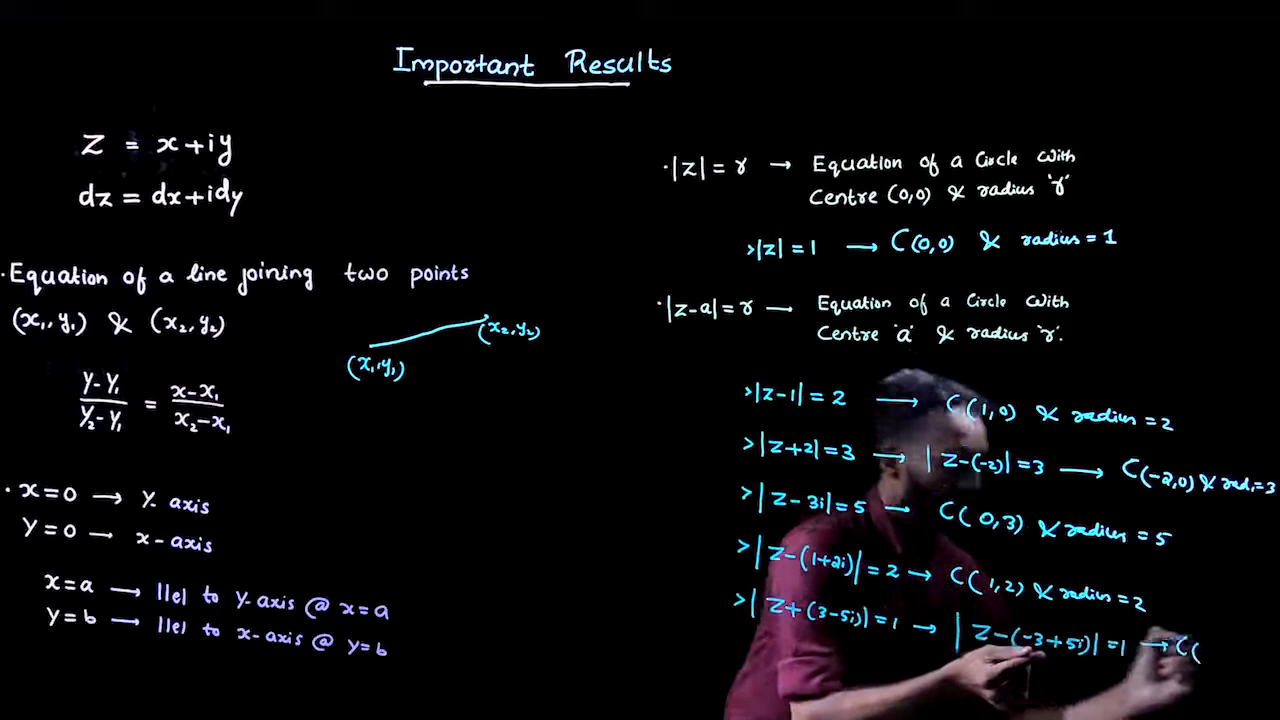 Important Results
z = x+iy
dz = dx+idy
·Equation of a line joining two points
(x₁,y₁) & (x₂,y₂)
(x₁,y₁)
(x₂,y₂)
y-y₁/y₂-y₁ = x-x₁/x₂-x₁
·x=0 → y-axis
y=0 → x-axis
x=a → llel to y-axis @ x=a
y=b → llel to x-axis @ y=b
·|z|=r → Equation of a Circle with
Centre (0,0) & radius 'r'
>|z|=1 → C(0,0) & radius=1
·|z-a|=r → Equation of a Circle with
Centre 'a' & radius 'r'.
>|z-1|=2 → C(1,0) & radius=2
>|z+2|=3 → |z-(-2)|=3 → C(-2,0) & rad=3
>|z-3i|=5 → C(0,3) & radius=5
>|z-(1+2i)|=2 → C(1,2) & radius=2
>|z+(3-5i)|=1 → |z-(-3+5i)|=1 → C(